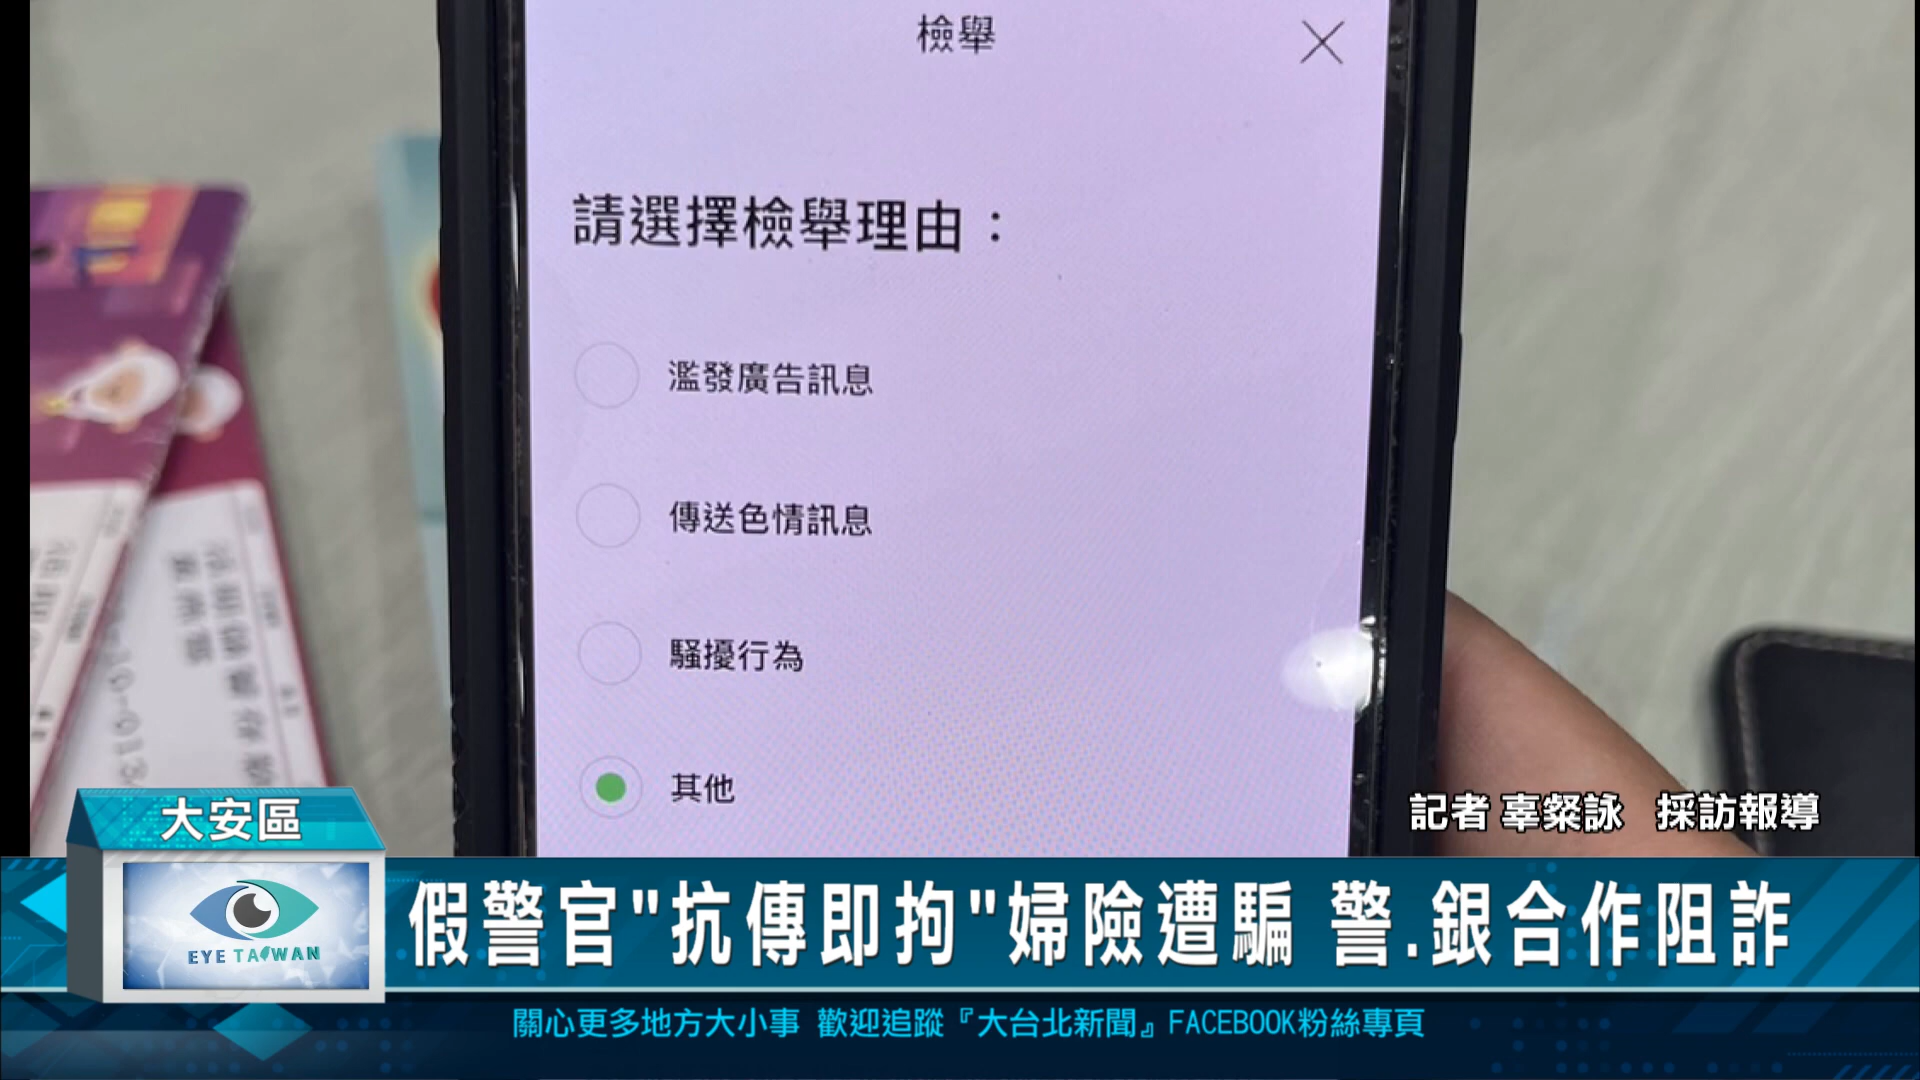 檢舉
請選擇檢舉理由：
濫發廣告訊息
傳送色情訊息
騷擾行為
其他
記者 辜粲詠 採訪報導
大安區
EYE TAIWAN
假警官"抗傳即拘"婦險遭騙 警.銀合作阻詐
關心更多地方大小事 歡迎追蹤『大台北新聞』FACEBOOK粉絲專頁